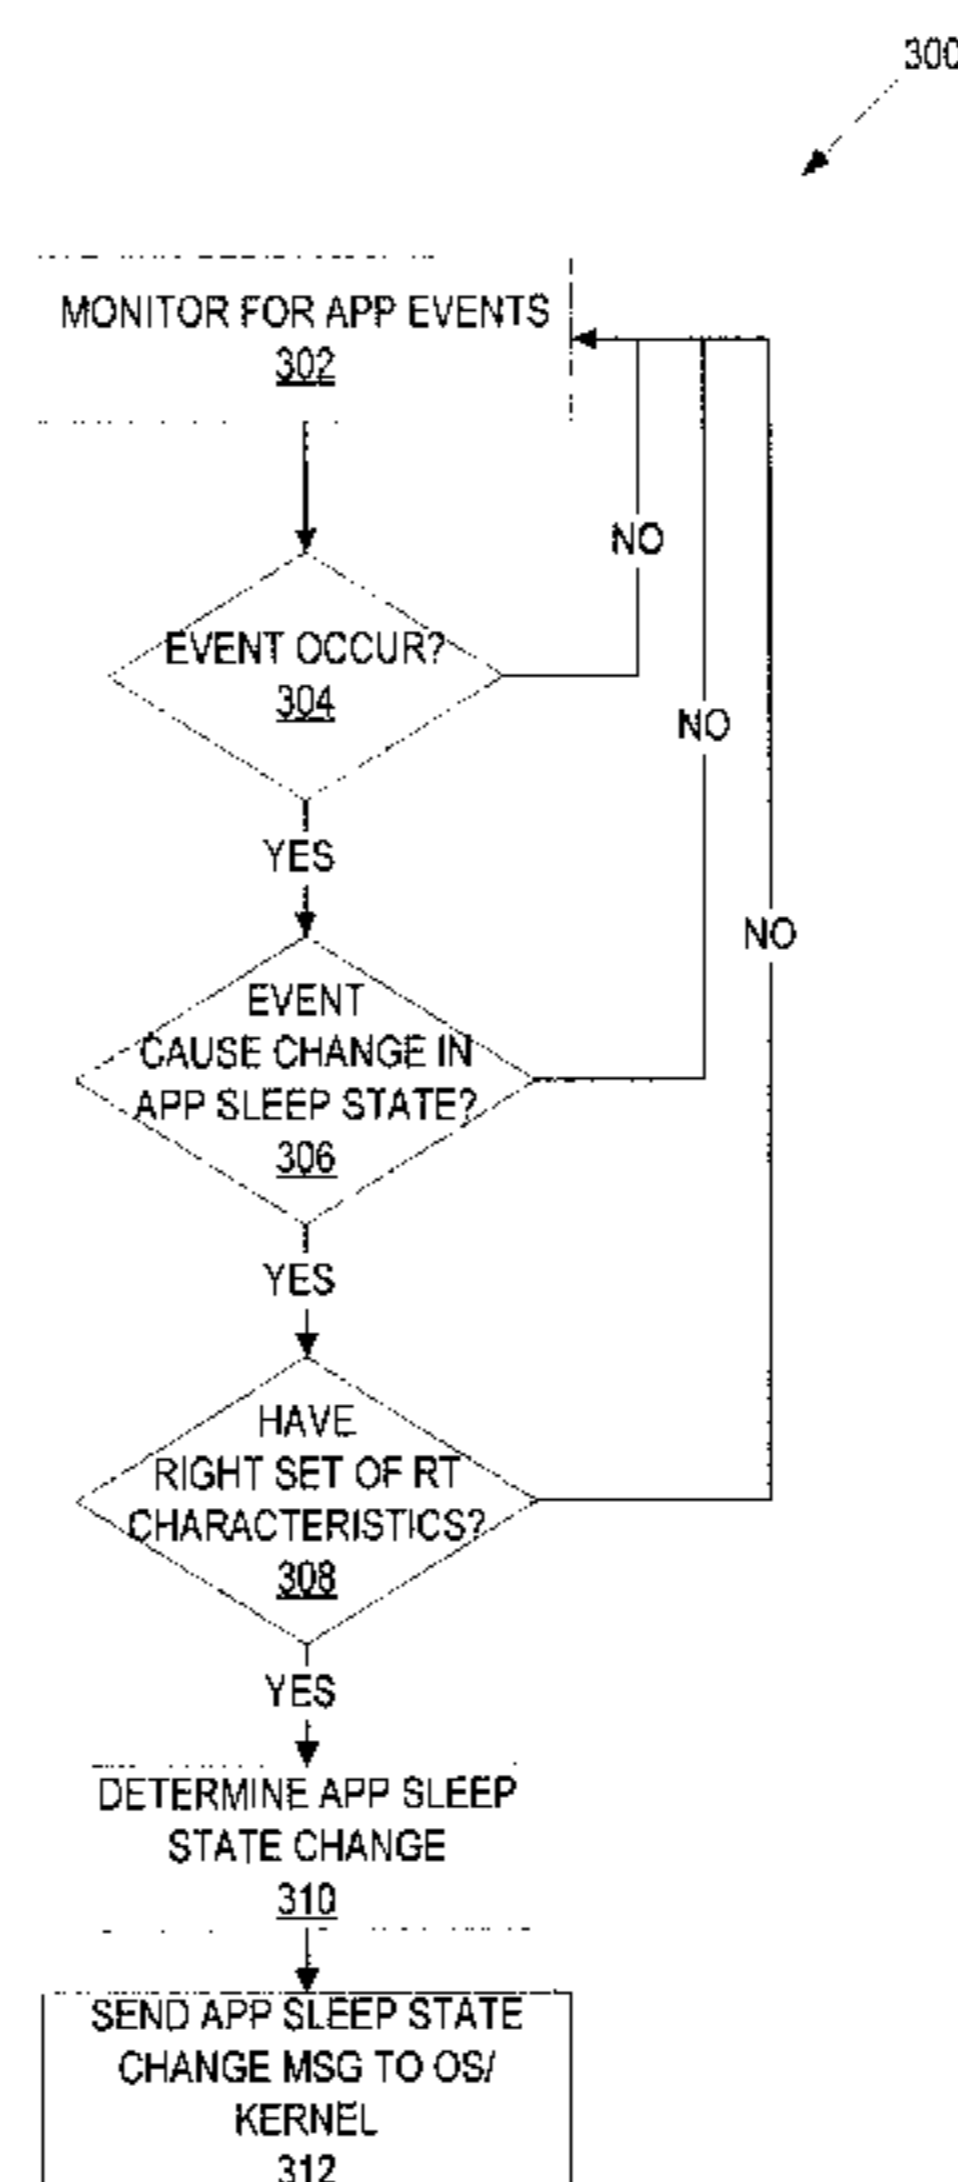 300
MONITOR FOR APP EVENTS
302
NO
EVENT OCCUR?
304
NO
YES
NO
EVENT
CAUSE CHANGE IN
APP SLEEP STATE?
306
YES
HAVE
RIGHT SET OF RT
CHARACTERISTICS?
308
YES
DETERMINE APP SLEEP
STATE CHANGE
310
SEND APP SLEEP STATE
CHANGE MSG TO OS/
KERNEL
312